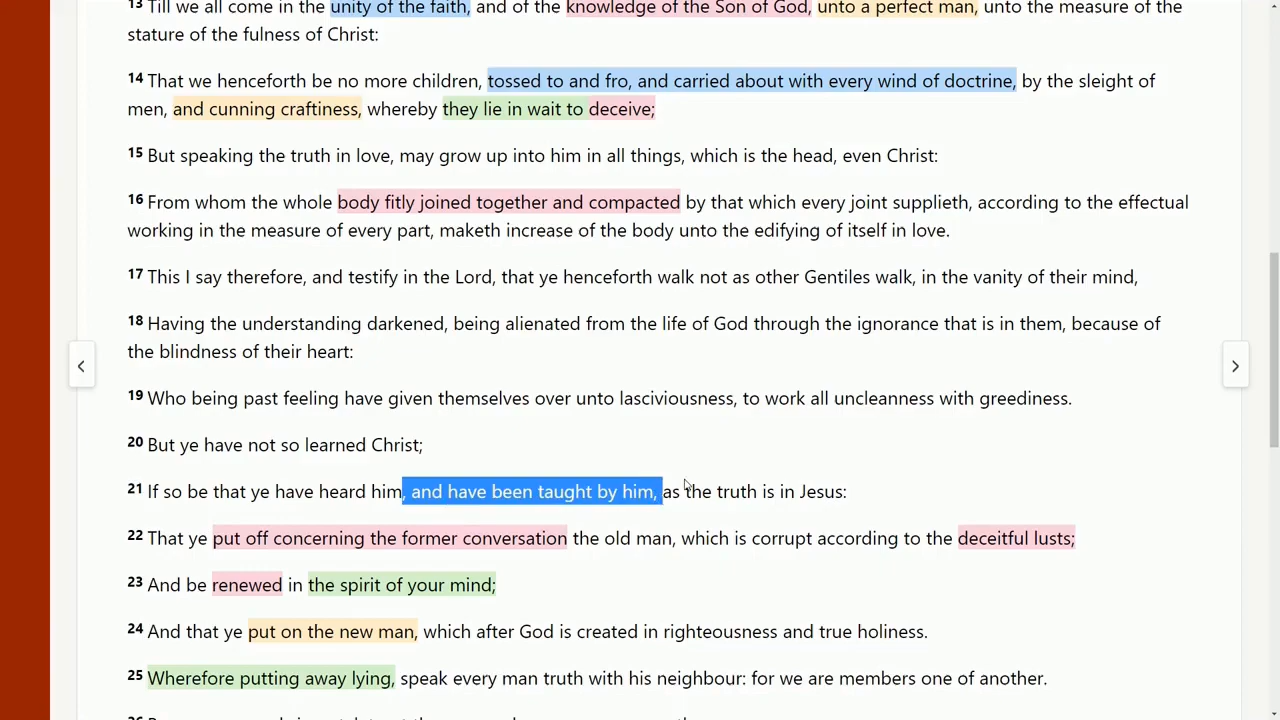 13 Till we all come in the unity of the faith, and of the knowledge of the Son of God, unto a perfect man, unto the measure of the
stature of the fulness of Christ:
14 That we henceforth be no more children, tossed to and fro, and carried about with every wind of doctrine, by the sleight of
men, and cunning craftiness, whereby they lie in wait to deceive;
15 But speaking the truth in love, may grow up into him in all things, which is the head, even Christ:
16 From whom the whole body fitly joined together and compacted by that which every joint supplieth, according to the effectual
working in the measure of every part, maketh increase of the body unto the edifying of itself in love.
17 This I say therefore, and testify in the Lord, that ye henceforth walk not as other Gentiles walk, in the vanity of their mind,
18 Having the understanding darkened, being alienated from the life of God through the ignorance that is in them, because of
the blindness of their heart:
19 Who being past feeling have given themselves over unto lasciviousness, to work all uncleanness with greediness.
20 But ye have not so learned Christ;
21 If so be that ye have heard him, and have been taught by him, as the truth is in Jesus:
22 That ye put off concerning the former conversation the old man, which is corrupt according to the deceitful lusts;
23 And be renewed in the spirit of your mind;
24 And that ye put on the new man, which after God is created in righteousness and true holiness.
25 Wherefore putting away lying, speak every man truth with his neighbour: for we are members one of another.